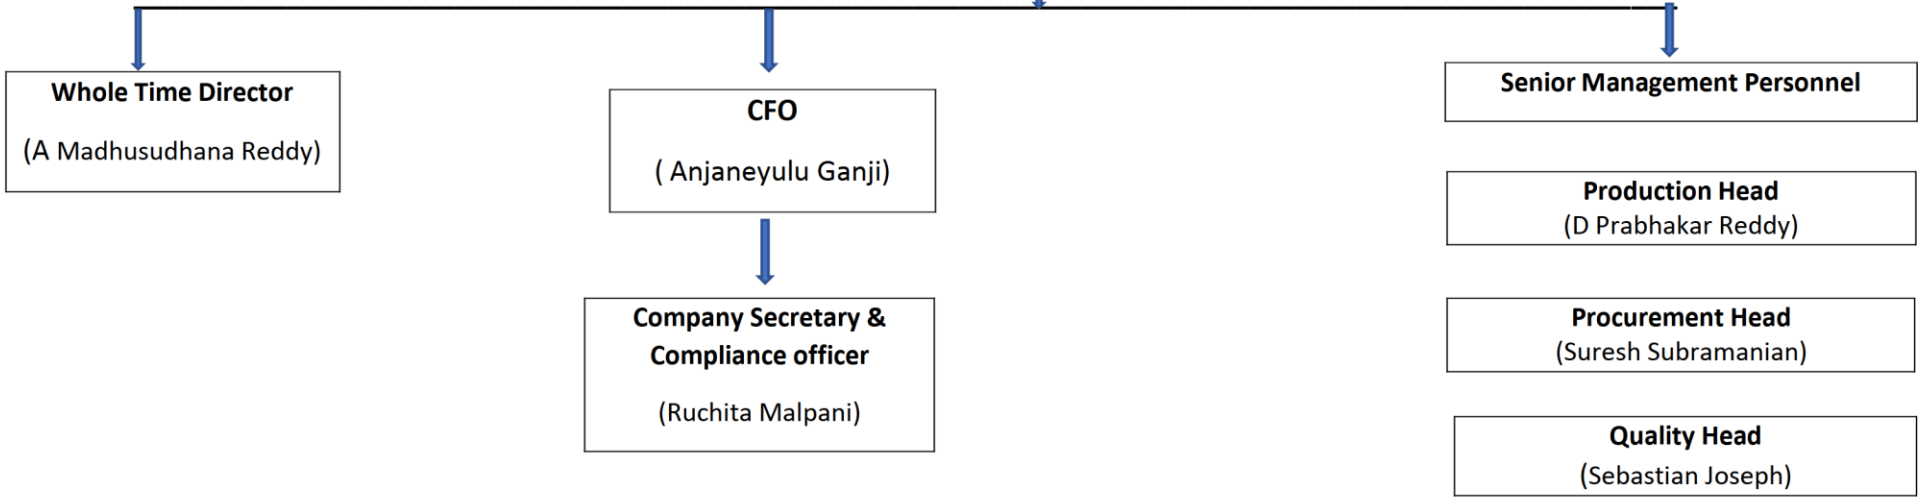 Whole Time Director
(A Madhusudhana Reddy)
CFO
( Anjaneyulu Ganji)
Company Secretary &
Compliance officer
(Ruchita Malpani)
Senior Management Personnel
Production Head
(D Prabhakar Reddy)
Procurement Head
(Suresh Subramanian)
Quality Head
(Sebastian Joseph)